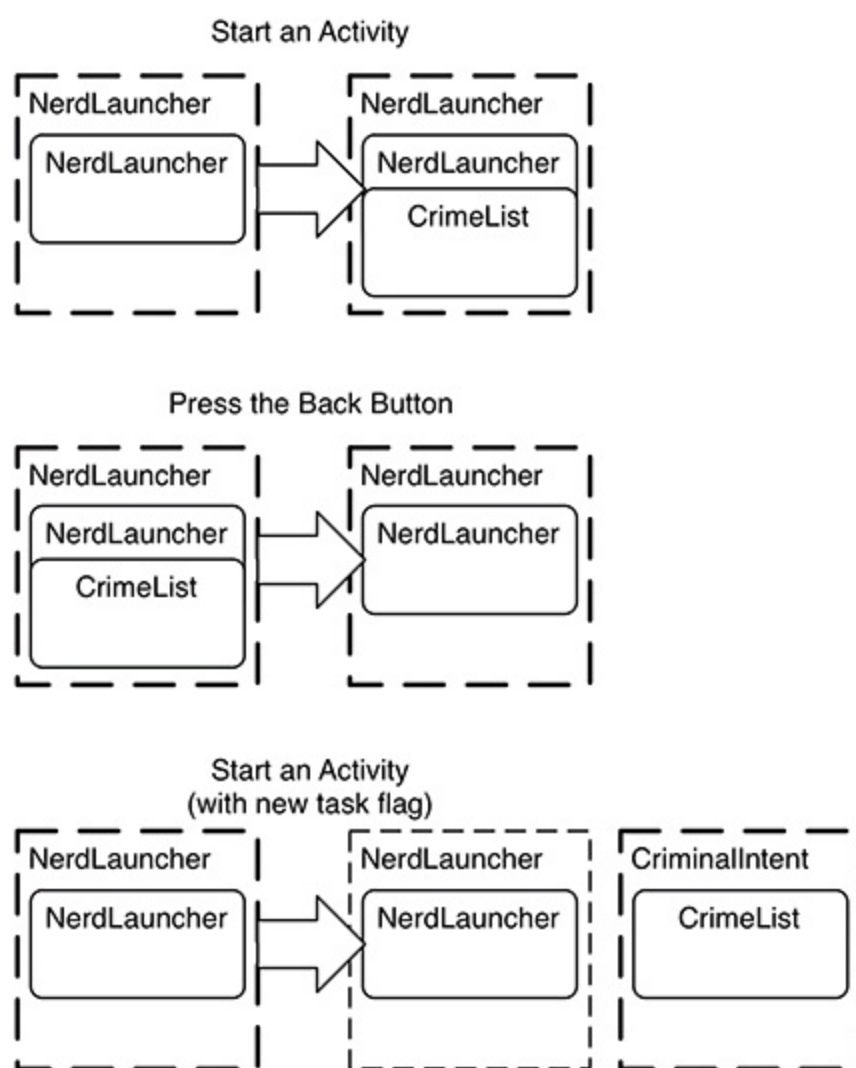 Start an Activity
NerdLauncher
NerdLauncher
NerdLauncher
NerdLauncher
CrimeList
Press the Back Button
NerdLauncher
NerdLauncher
CrimeList
NerdLauncher
NerdLauncher
Start an Activity
(with new task flag)
NerdLauncher
NerdLauncher
NerdLauncher
NerdLauncher
CriminalIntent
CrimeList